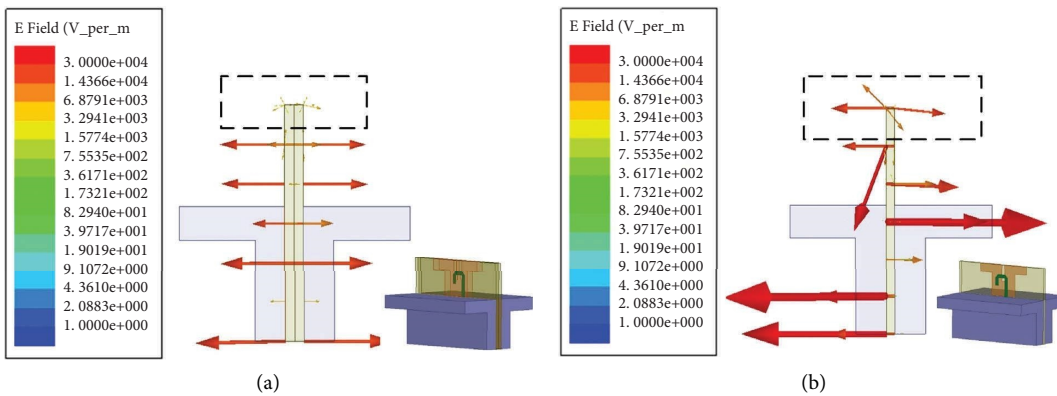 E Field (V_per_m
3. 0000e+004
1. 4366e+004
6. 8791e+003
3. 2941e+003
1. 5774e+003
7. 5535e+002
3. 6171e+002
1. 7321e+002
8. 2940e+001
3. 9717e+001
1. 9019e+001
9. 1072e+000
4. 3610e+000
2. 0883e+000
1. 0000e+000
(a)
E Field (V_per_m
3. 0000e+004
1. 4366e+004
6. 8791e+003
3. 2941e+003
1. 5774e+003
7. 5535e+002
3. 6171e+002
1. 7321e+002
8. 2940e+001
3. 9717e+001
1. 9019e+001
9. 1072e+000
4. 3610e+000
2. 0883e+000
1. 0000e+000
(b)